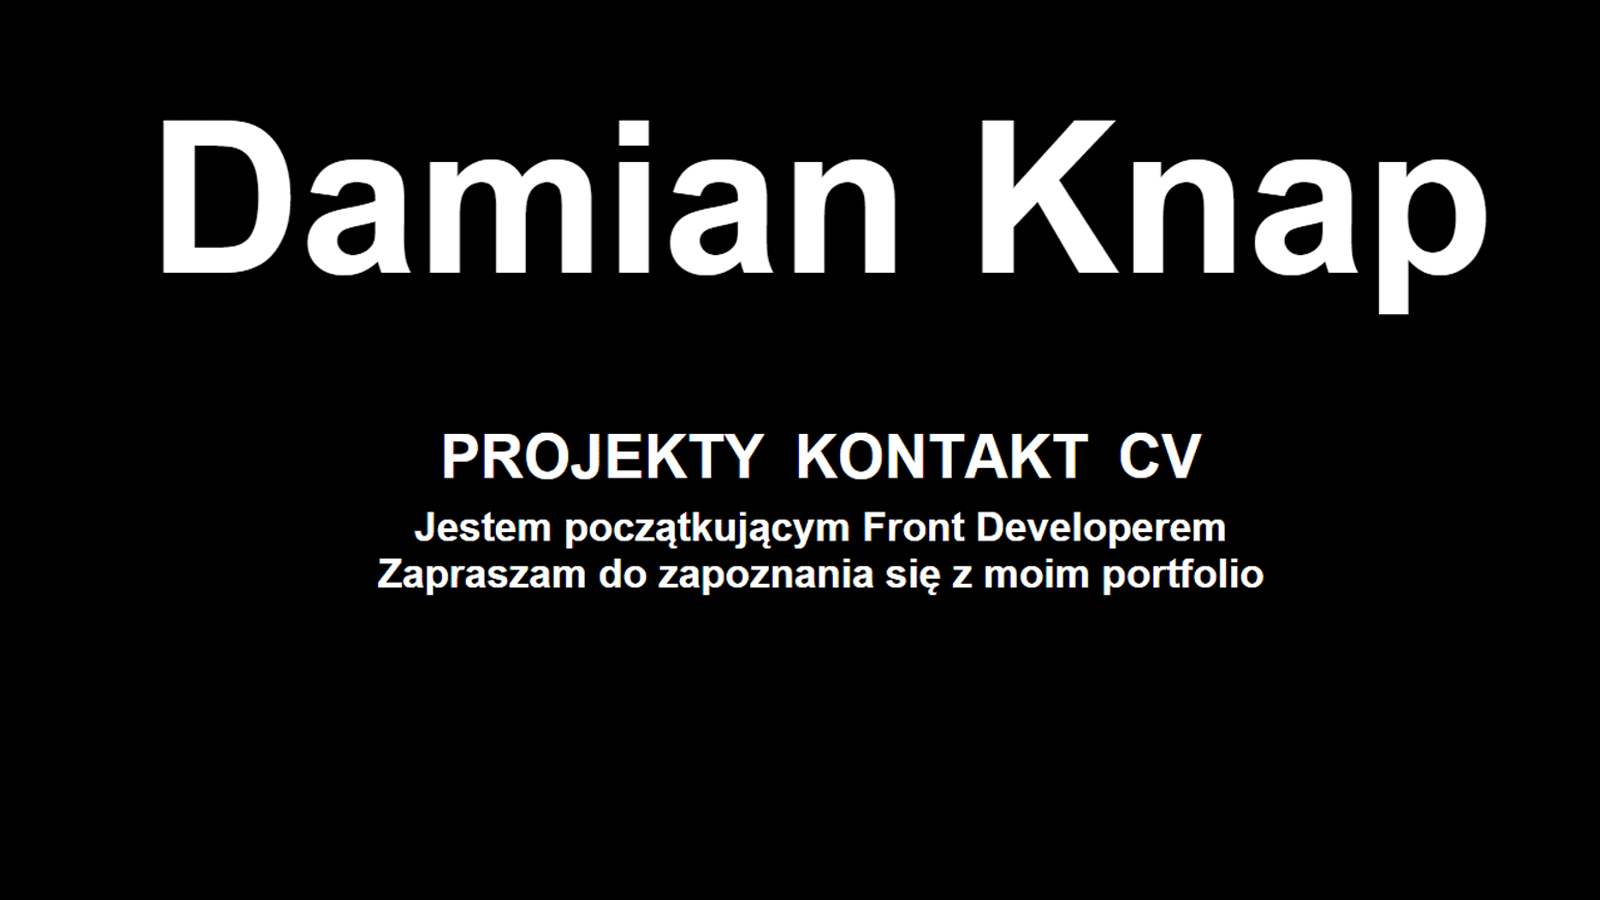 Damian Knap
PROJEKTY KONTAKT CV
Jestem początkującym Front Developerem
Zapraszam do zapoznania się z moim portfolio